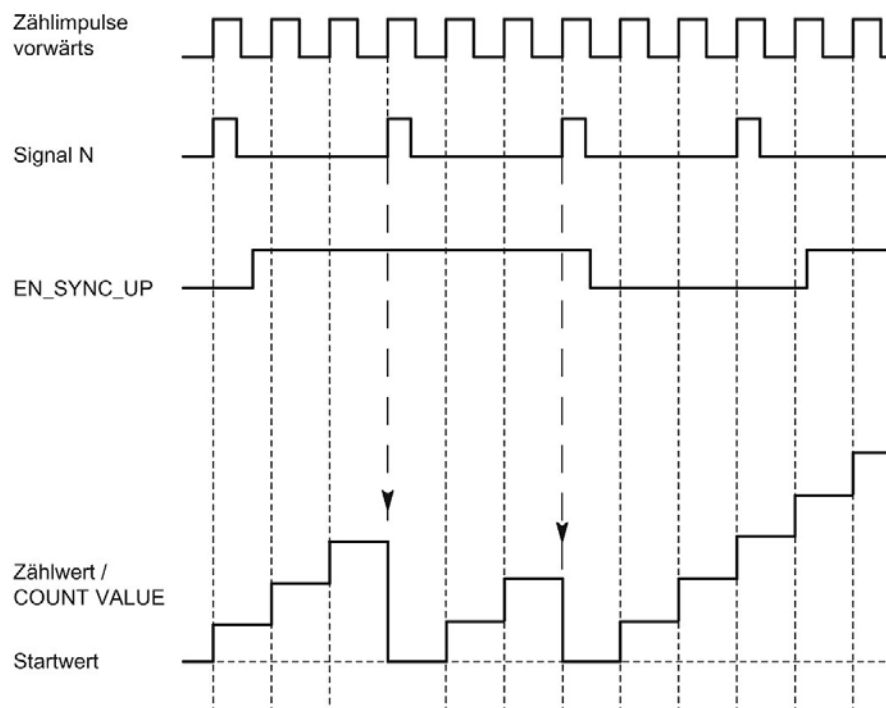 Zählimpulse
vorwärts
Signal N
EN_SYNC_UP
Zählwert /
COUNT VALUE
Startwert